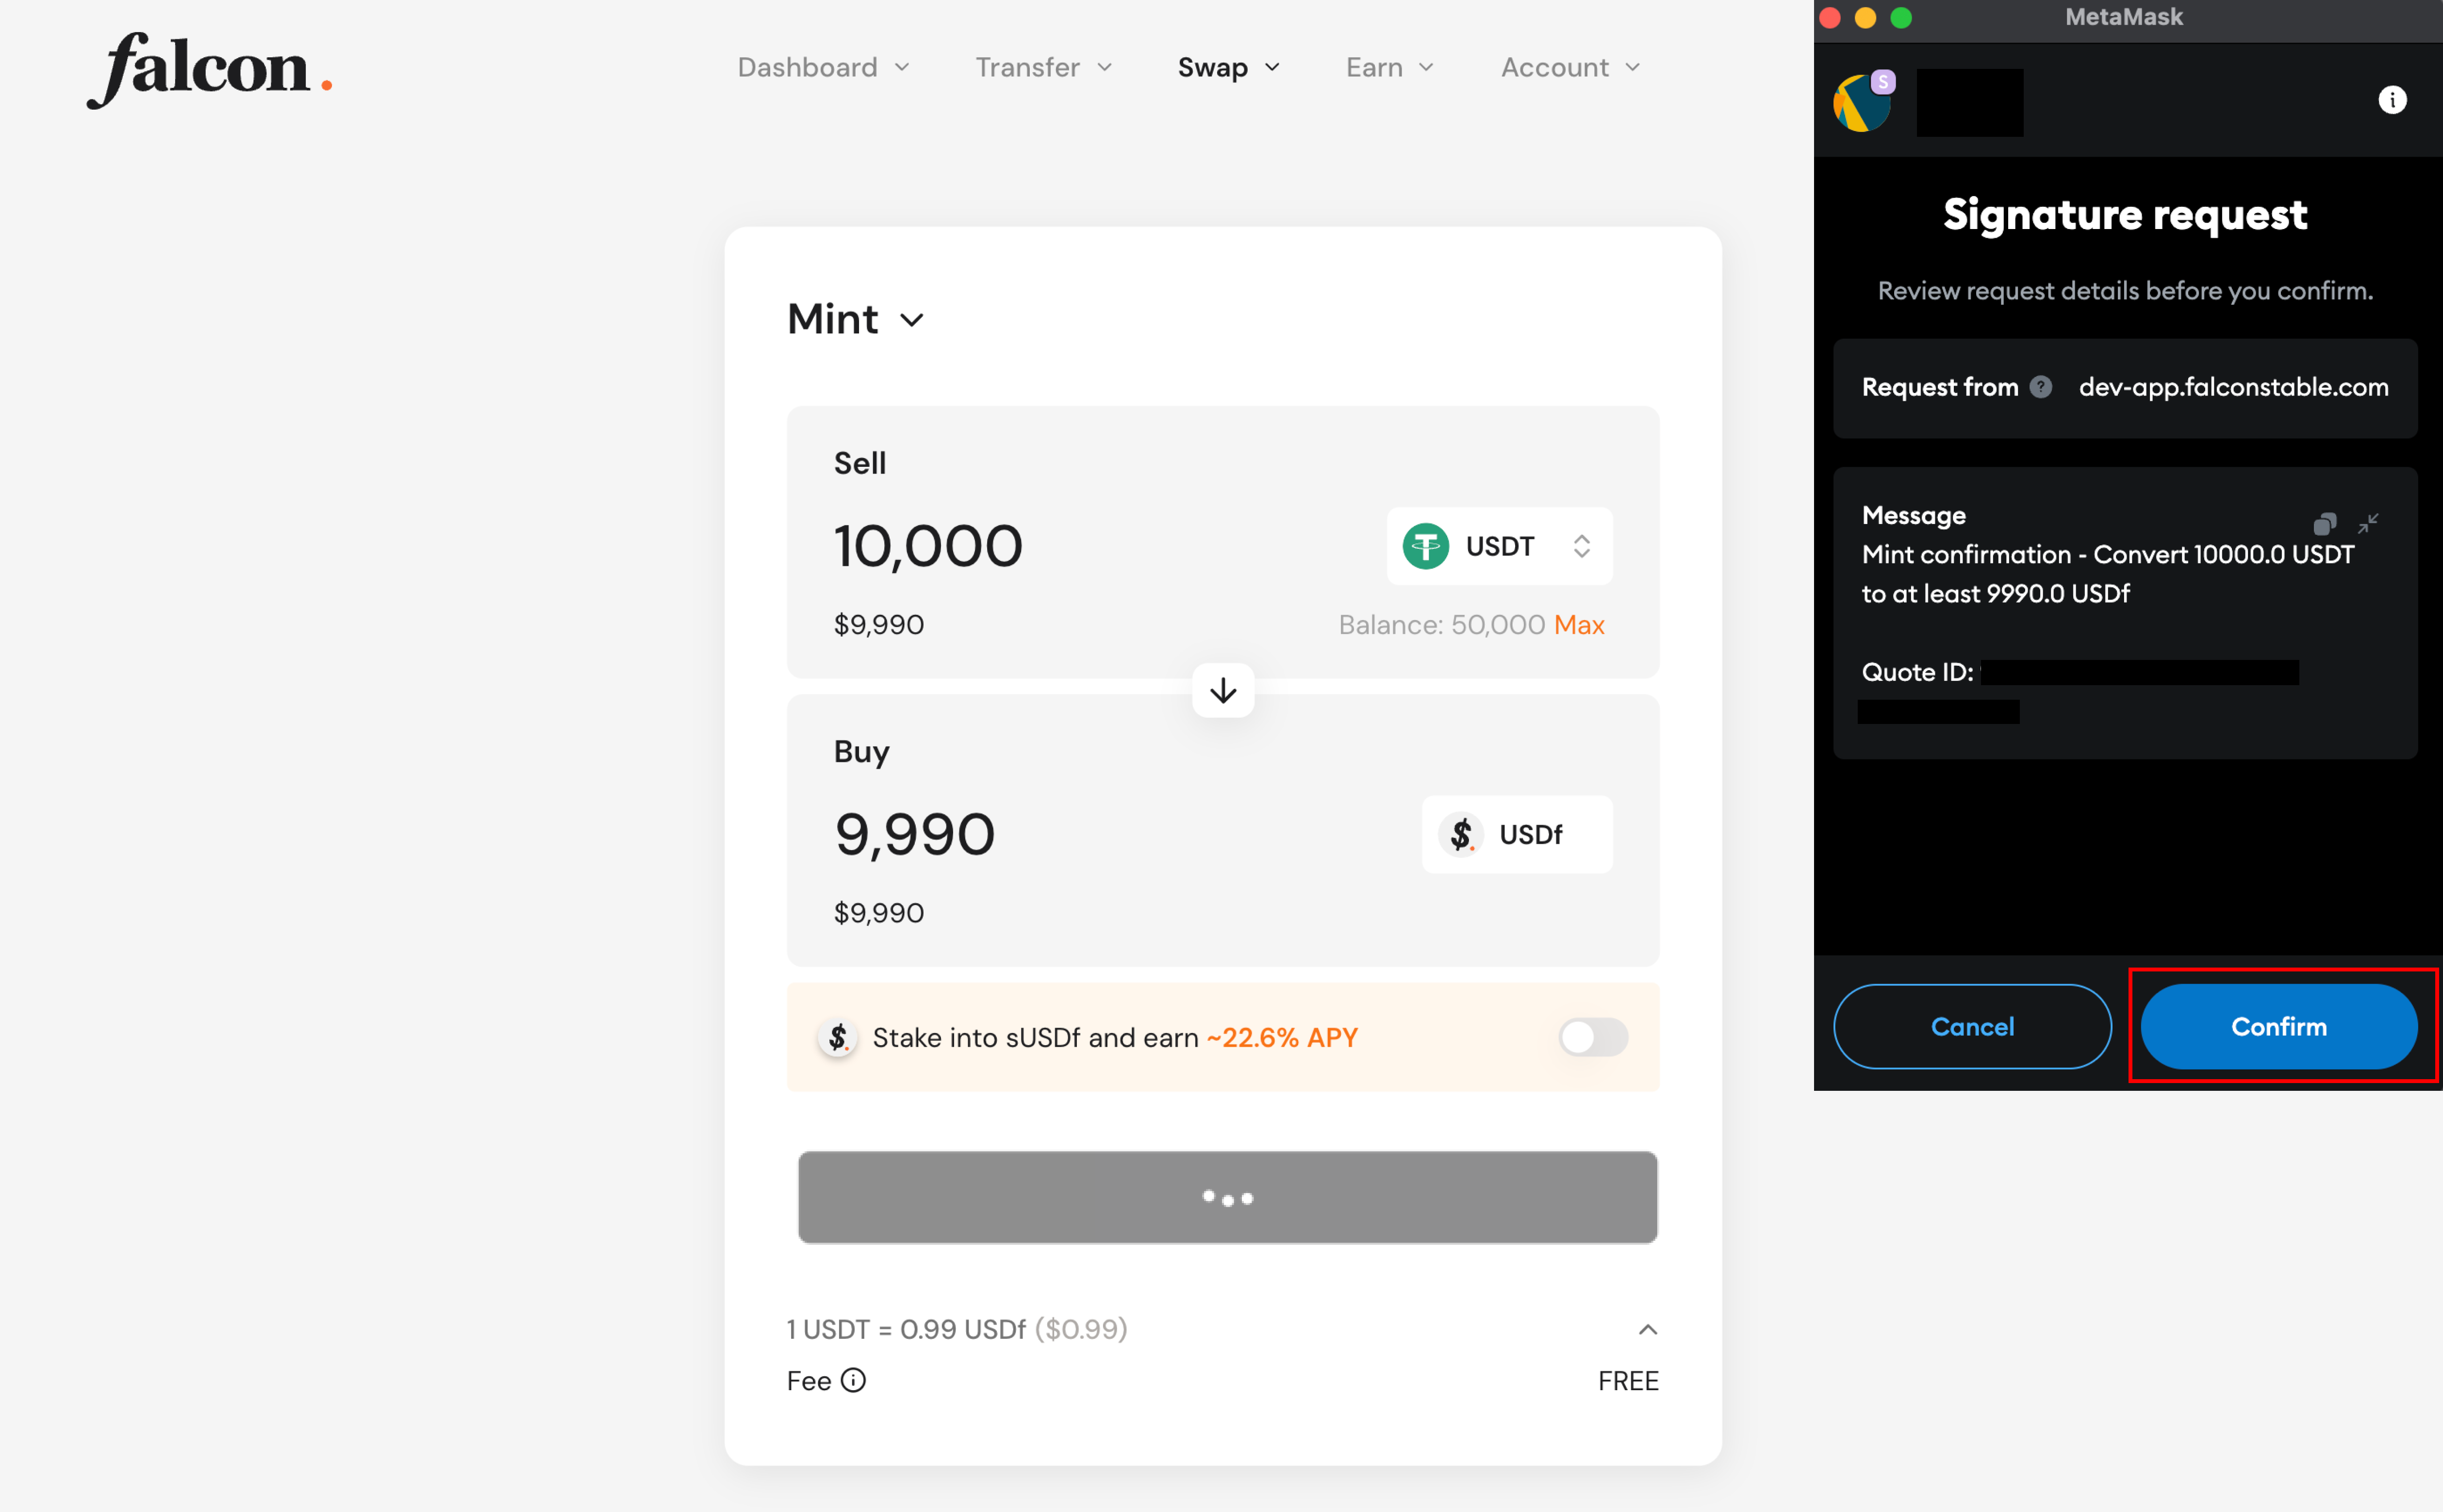 falcon.
Dashboard
Transfer
Swap
Earn
Account
Mint
Sell
10,000
USDT
$9,990
Balance: 50,000 Max
Buy
9,990
$. USDf
$9,990
$. Stake into sUSDf and earn ~22.6% APY
1 USDT = 0.99 USDf ($0.99)
Fee
FREE
MetaMask
S
Signature request
Review request details before you confirm.
Request from ? dev-app.falconstable.com
Message
Mint confirmation - Convert 10000.0 USDT
to at least 9990.0 USDf
Quote ID:
Cancel
Confirm